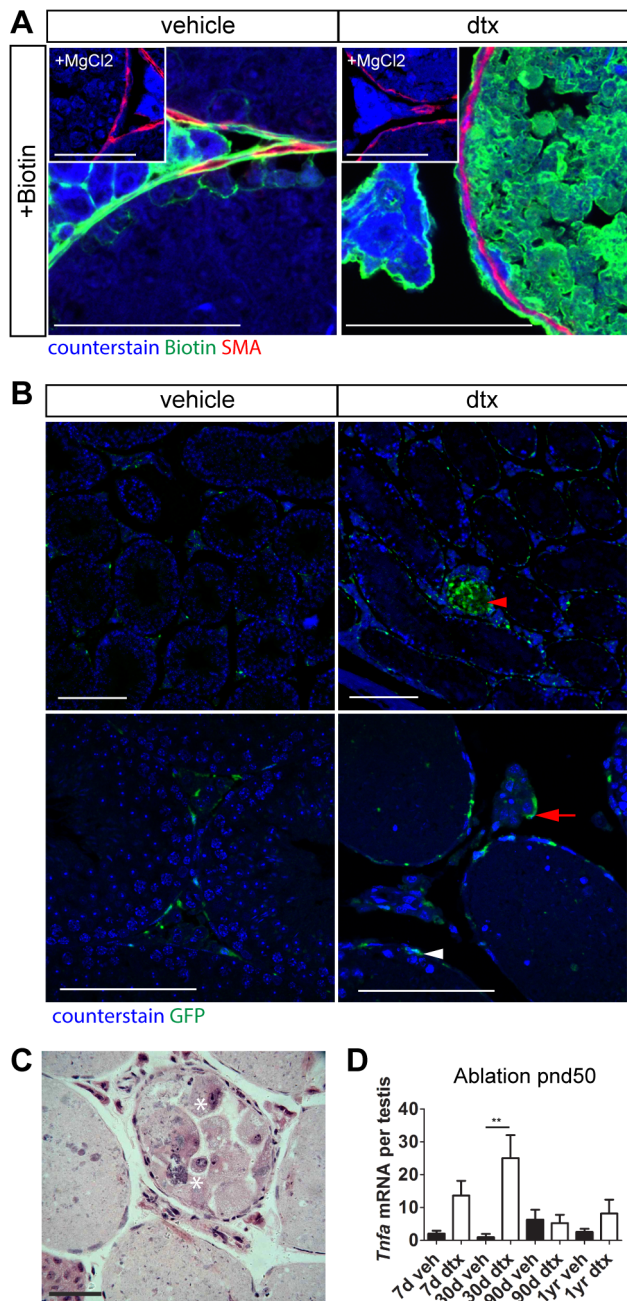 A
vehicle
dtx
+Biotin
+MgCl2
+MgCl2
counterstain Biotin SMA
B
vehicle
dtx
counterstain GFP
C
*
*
D
Ablation pnd50
Tnfa mRNA per testis
40
30
20
10
0
**
7d veh
7d dtx
30d veh
30d dtx
90d veh
90d dtx
1yr veh
1yr dtx